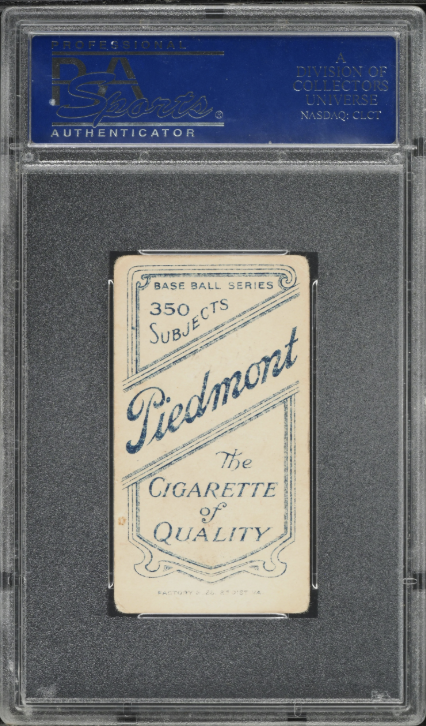 PROFESSIONAL
PSA
Sports®
AUTHENTICATOR
A
DIVISION OF
COLLECTORS
UNIVERSE
NASDAQ: CLCT
BASE BALL SERIES
350
SUBJECTS
Piedmont
The
CIGARETTE
of
QUALITY
FACTORY